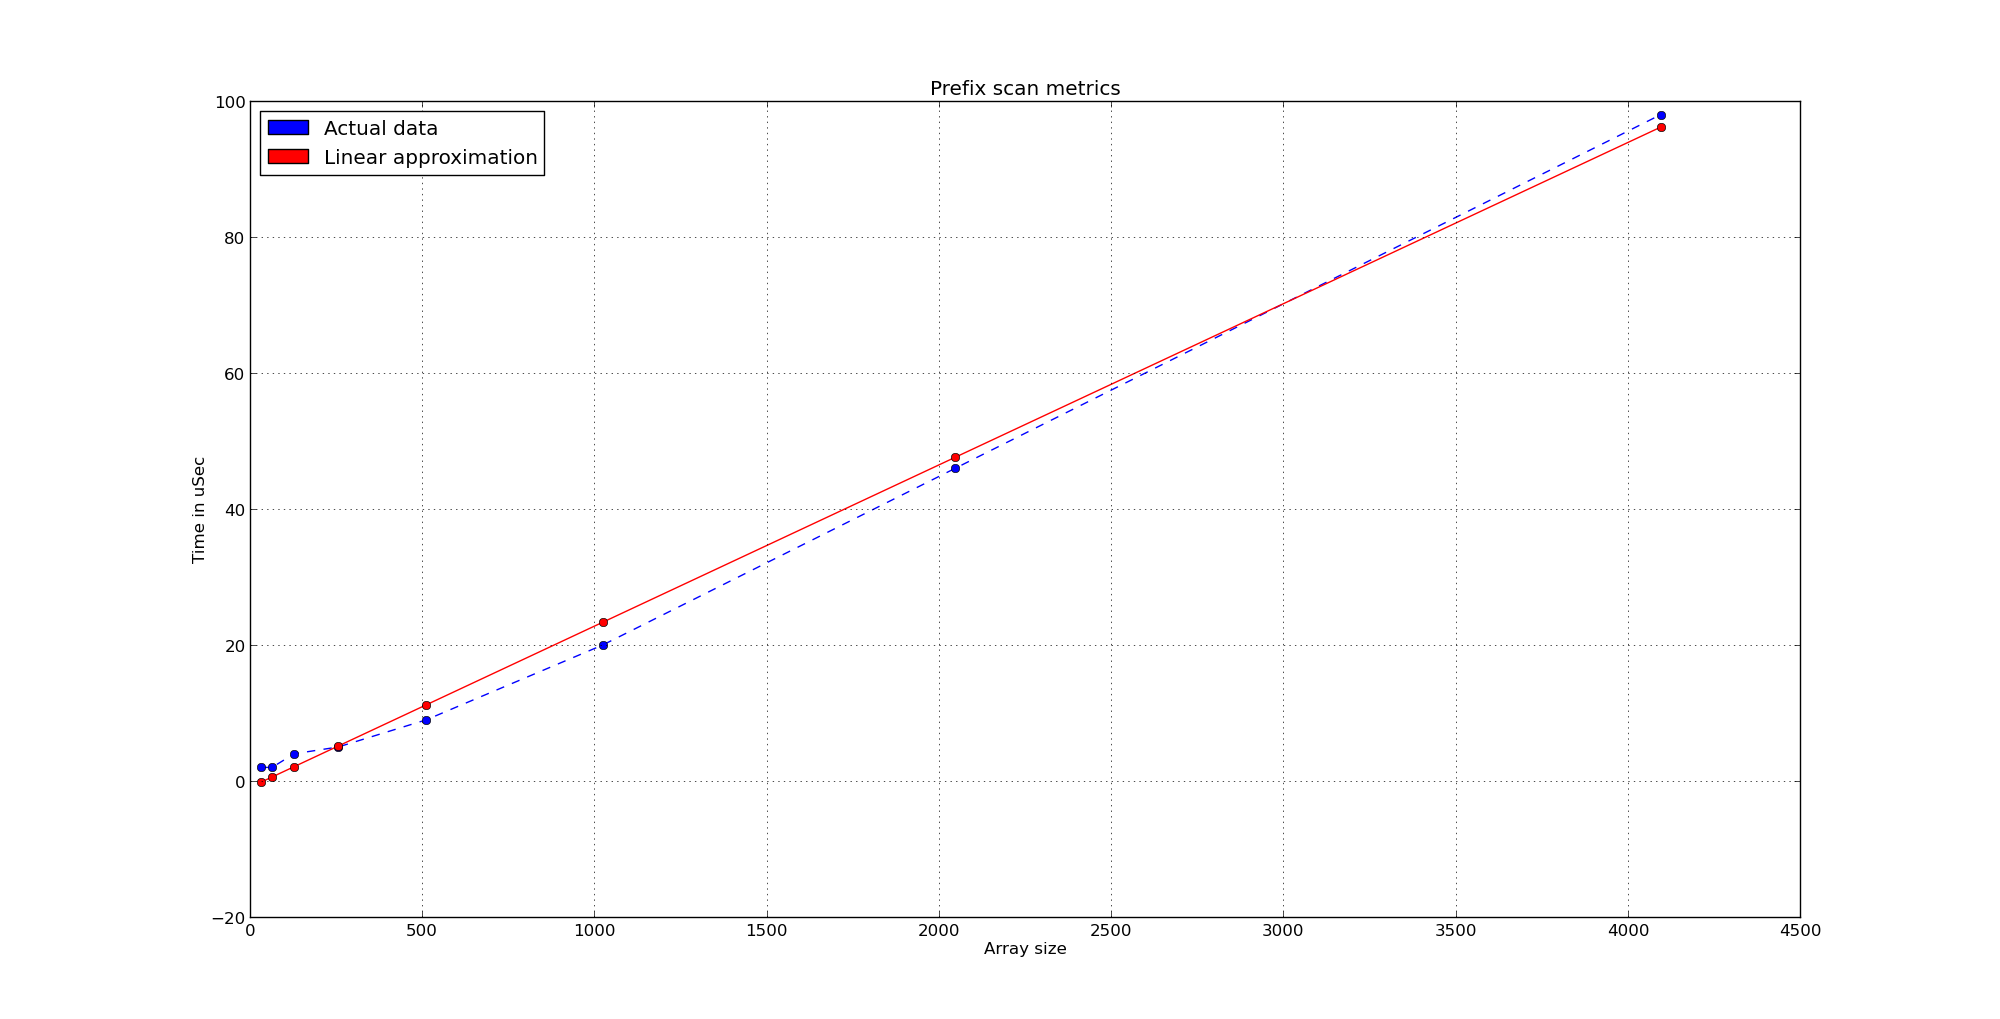 Prefix scan metrics
Actual data
Linear approximation
Time in uSec
100
80
60
40
20
0
−20
0 500 1000 1500 2000 2500 3000 3500 4000 4500
Array size